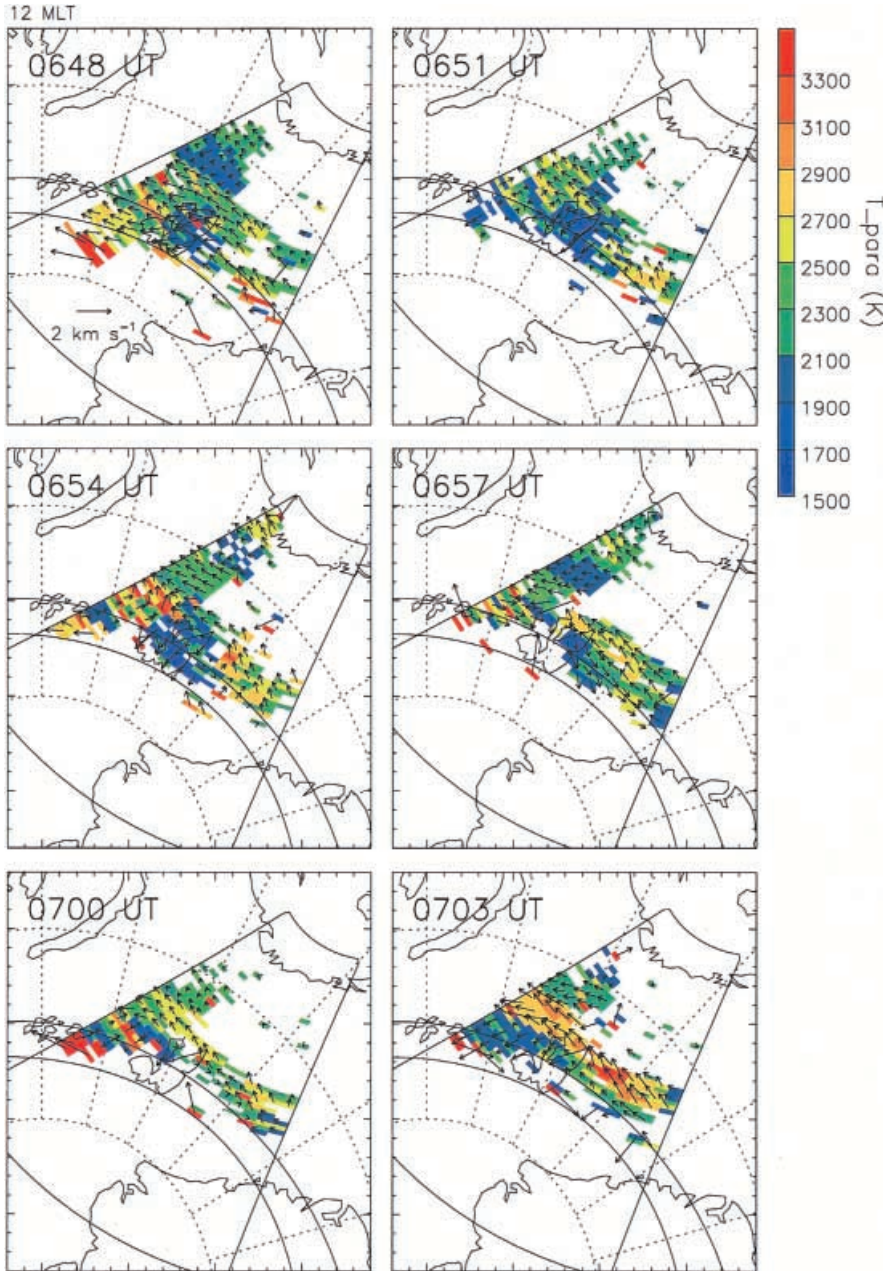 12 MLT
0648 UT
0651 UT
2 km s⁻¹
0654 UT
0657 UT
0700 UT
0703 UT
3300
3100
2900
2700
2500
2300
2100
1900
1700
1500
T_para (K)